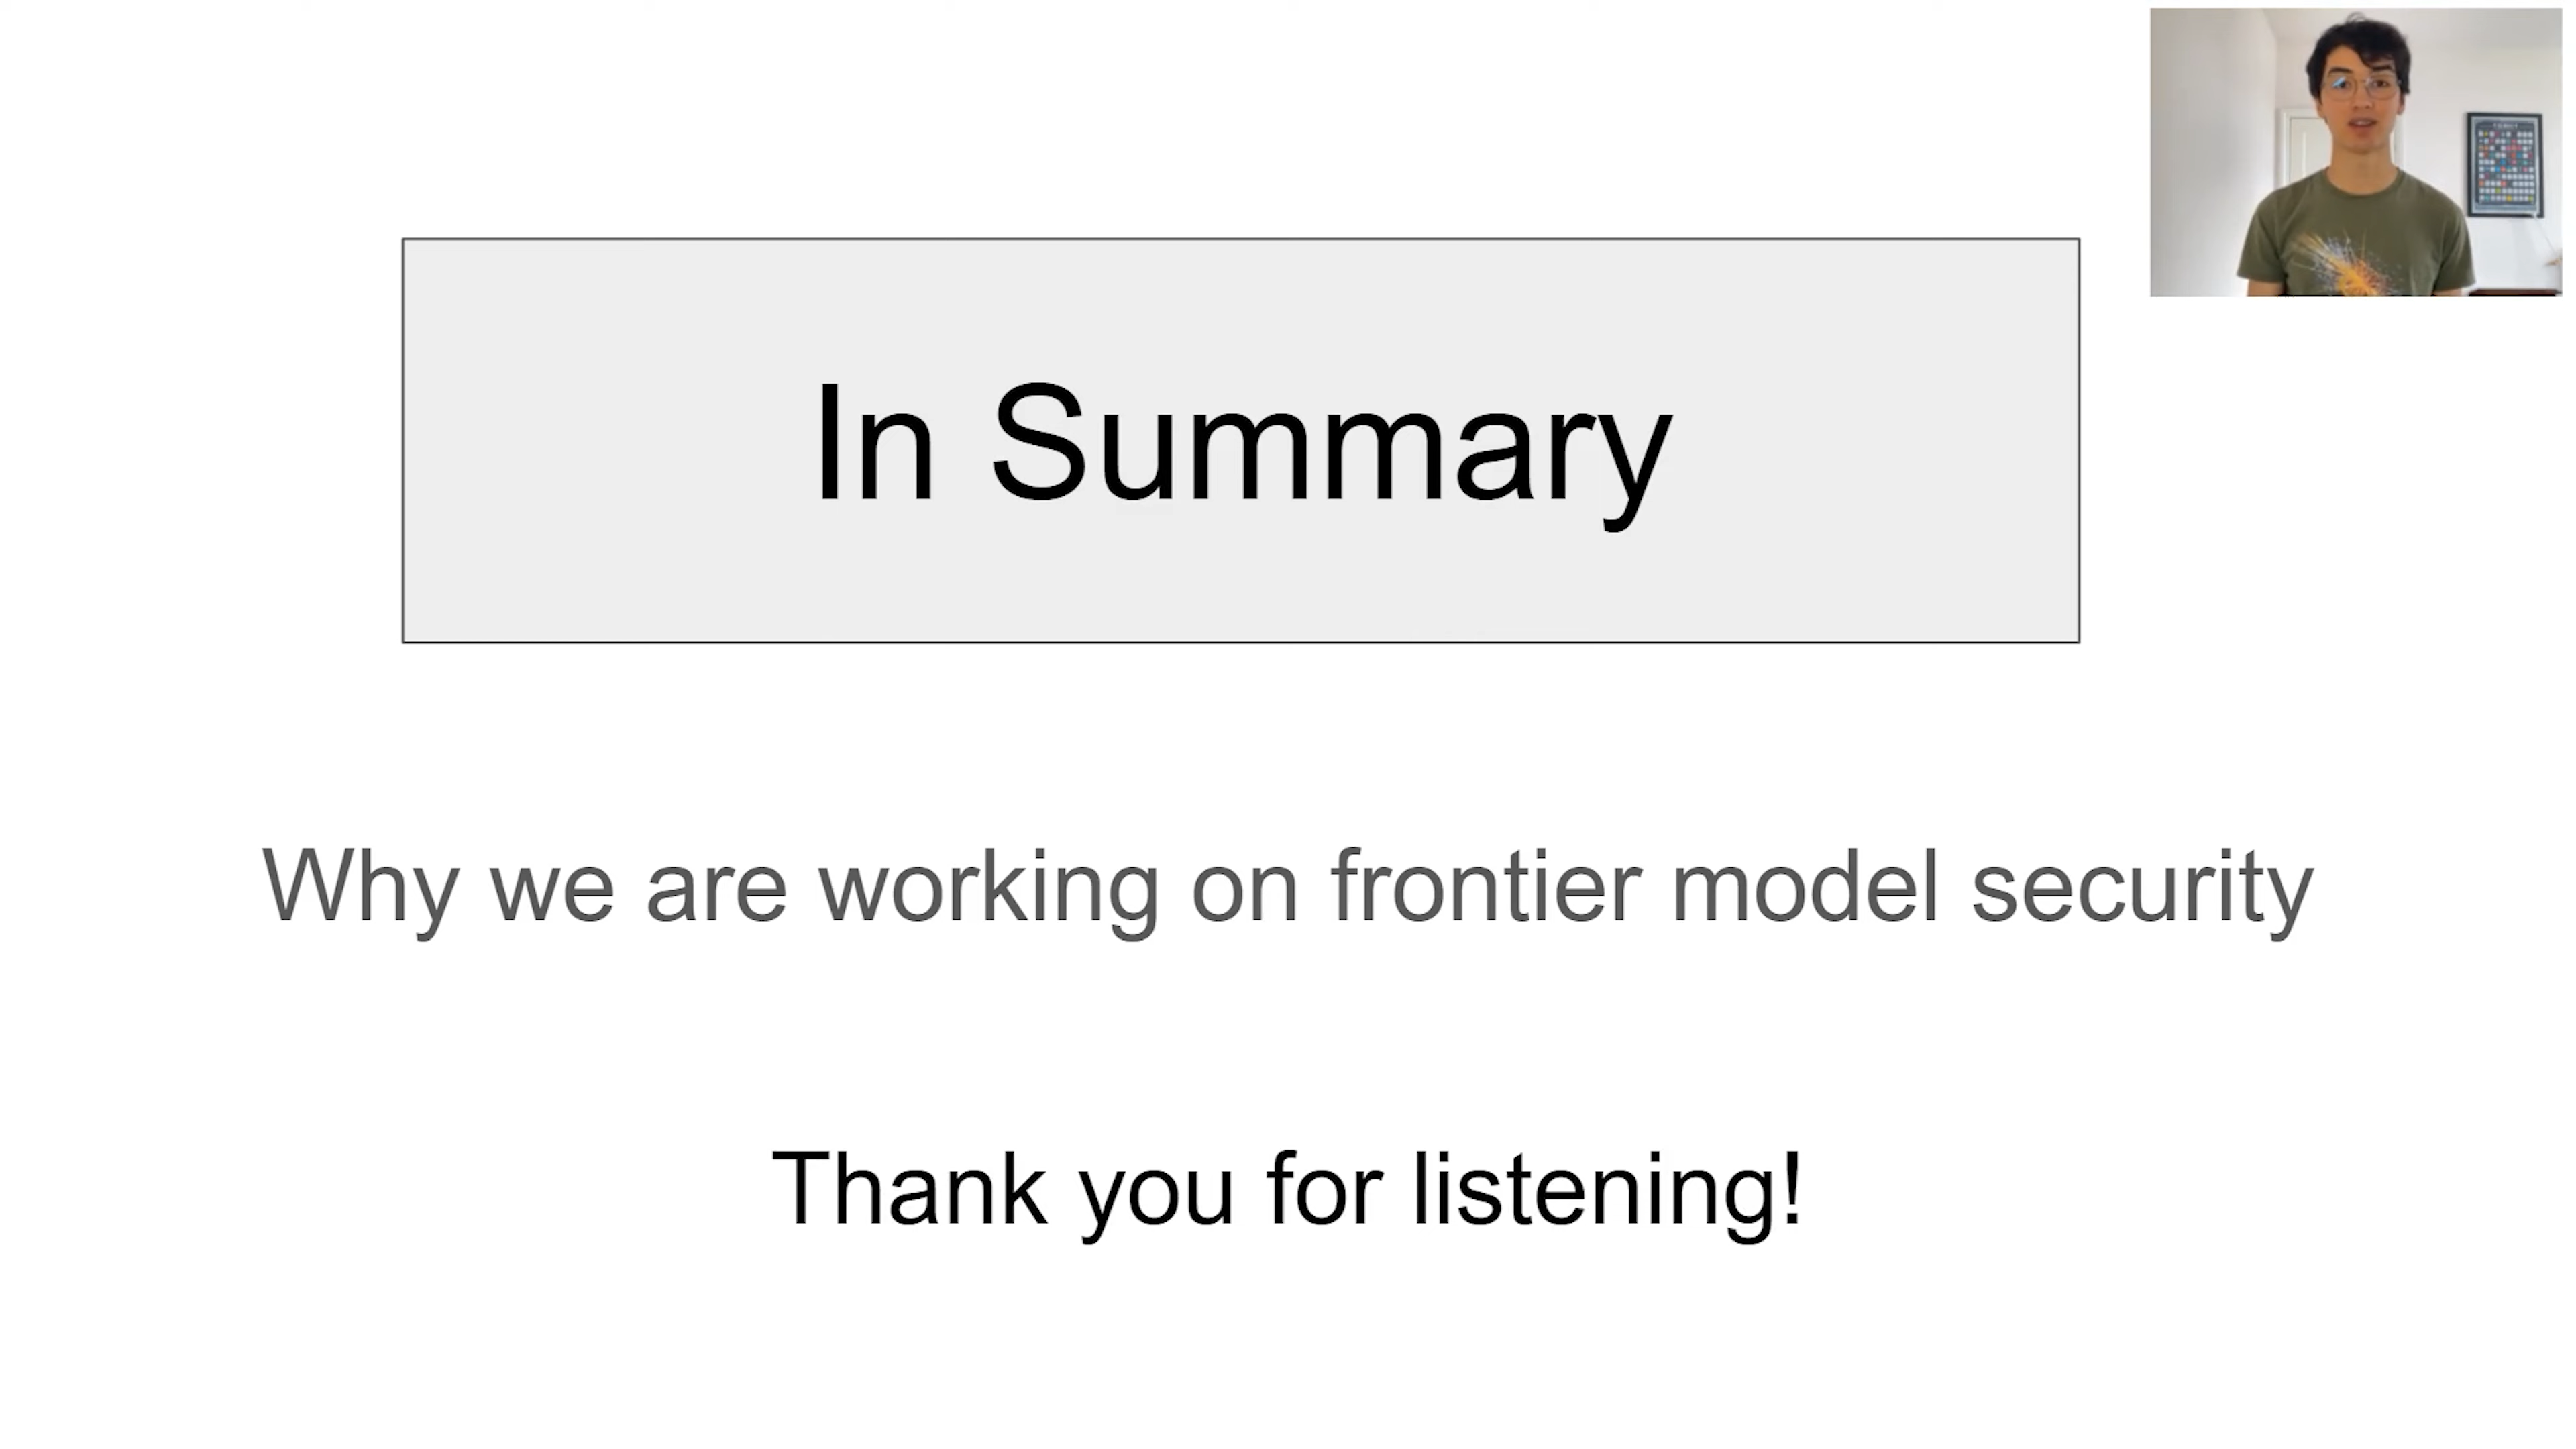 In Summary
Why we are working on frontier model security
Thank you for listening!